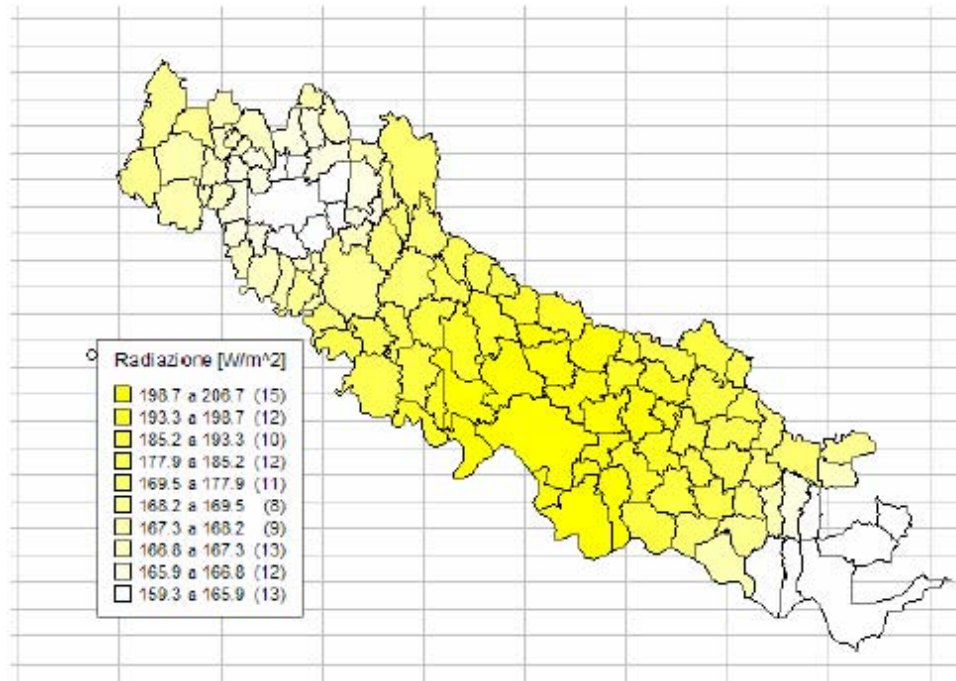 Radiazione [W/m^2]
198.7 a 208.7 (15)
193.3 a 198.7 (12)
185.2 a 193.3 (10)
177.9 a 185.2 (12)
169.5 a 177.9 (11)
168.2 a 169.5 (8)
167.3 a 168.2 (9)
166.8 a 167.3 (13)
165.9 a 166.8 (12)
159.3 a 165.9 (13)